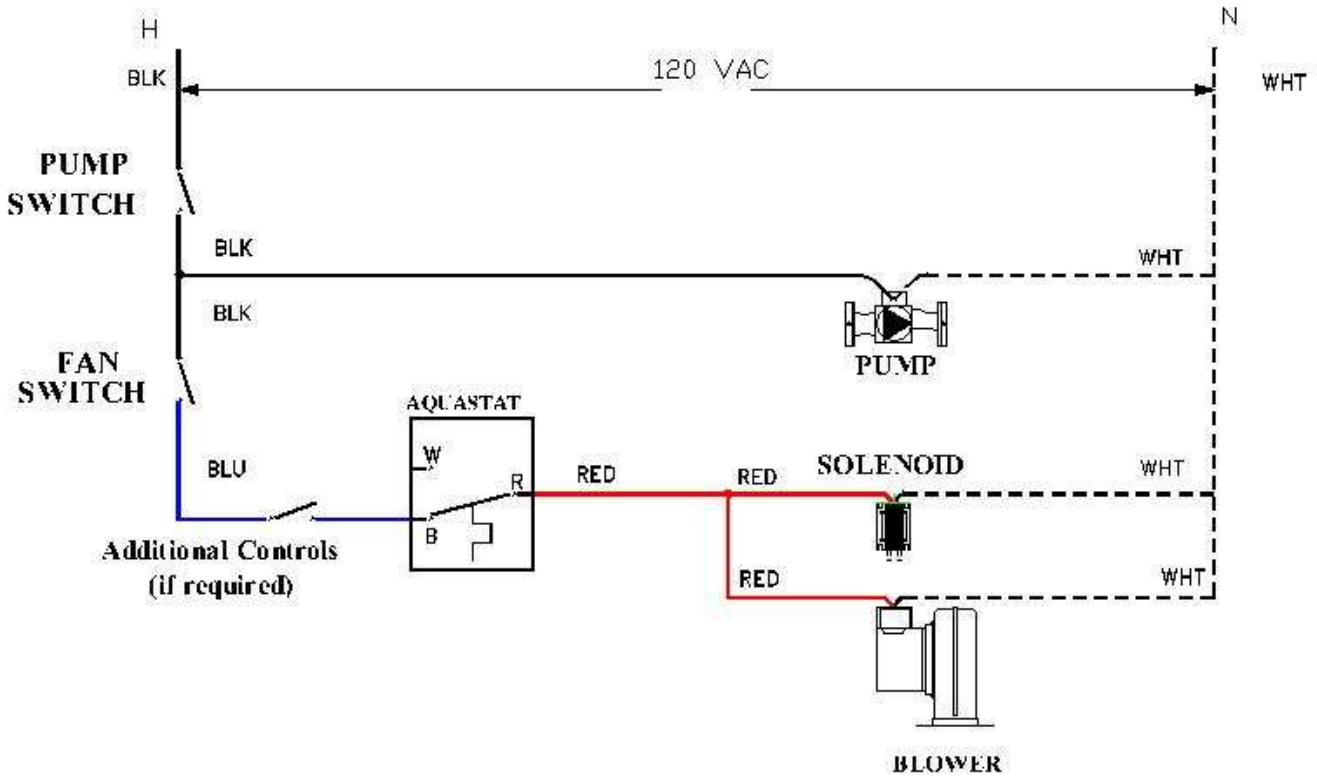 H
N
BLK
120 VAC
WHT
PUMP
SWITCH
BLK
WHT
BLK
FAN
SWITCH
PUMP
AQUASTAT
W
BLU
R
RED
RED
SOLENOID
WHT
B
Additional Controls
(if required)
RED
WHT
BLOWER